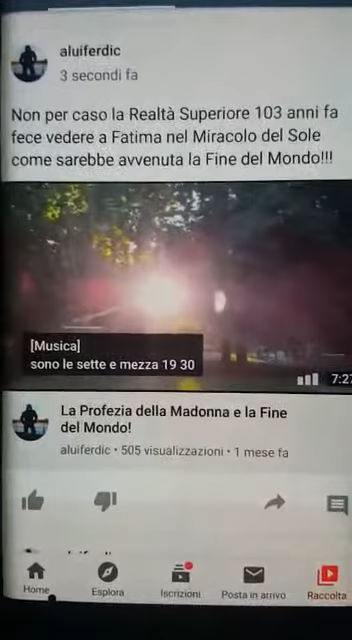 aluiferdic
3 secondi fa
Non per caso la Realtà Superiore 103 anni fa
fece vedere a Fatima nel Miracolo del Sole
come sarebbe avvenuta la Fine del Mondo!!!
[Musica]
sono le sette e mezza 19 30
7:27
La Profezia della Madonna e la Fine
del Mondo!
aluiferdic • 505 visualizzazioni • 1 mese fa
Home
Esplora
Iscrizioni
Posta in arrivo
Raccolta